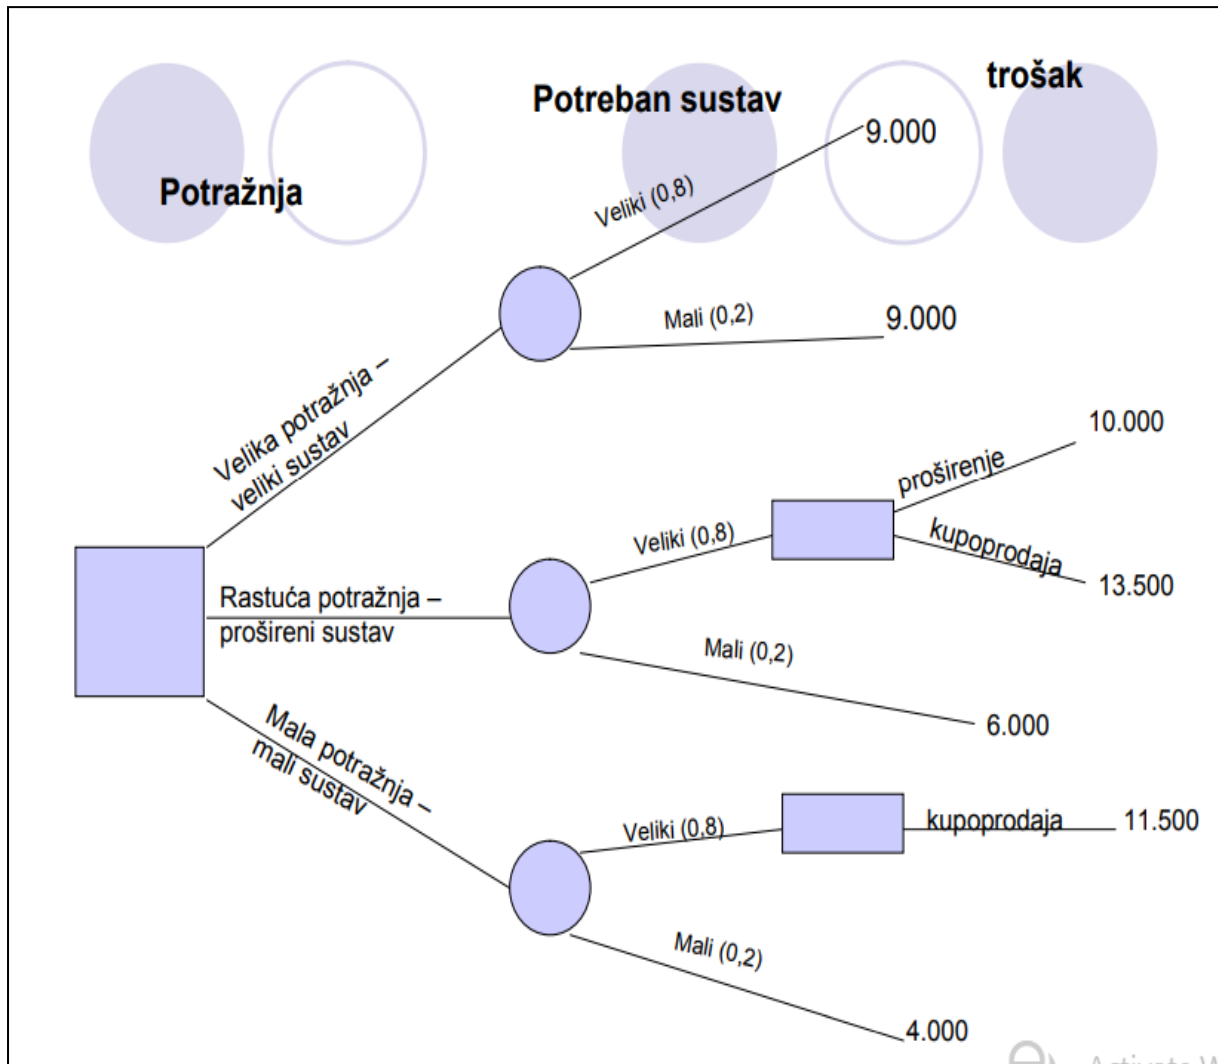 Potražnja
Potreban sustav
trošak
Velika potražnja –
veliki sustav
Veliki (0,8)
9.000
Mali (0,2)
9.000
Rastuća potražnja –
prošireni sustav
Veliki (0,8)
proširenje
10.000
kupoprodaja
13.500
Mali (0,2)
6.000
Mala potražnja –
mali sustav
Veliki (0,8)
kupoprodaja
11.500
Mali (0,2)
4.000